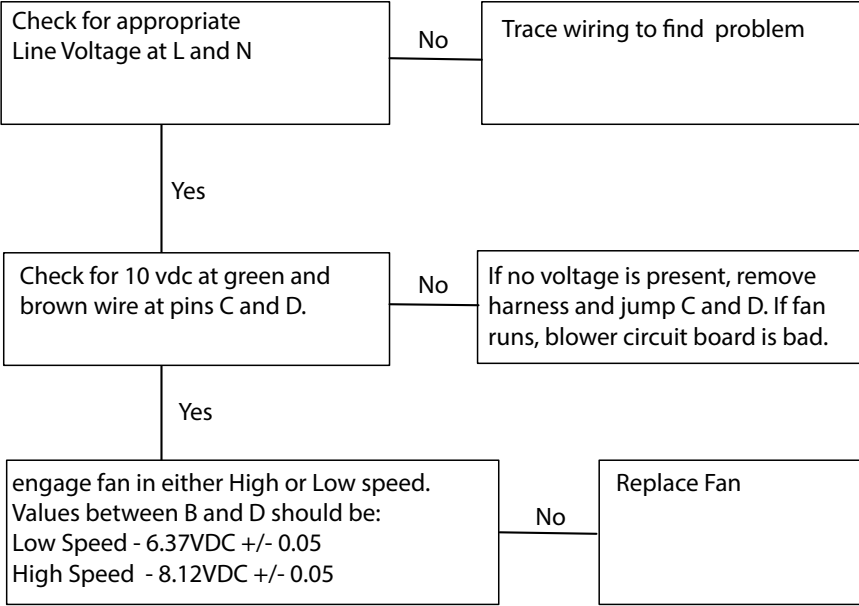 Check for appropriate
Line Voltage at L and N
No
Trace wiring to find  problem
Yes
Check for 10 vdc at green and
brown wire at pins C and D.
No
If no voltage is present, remove
harness and jump C and D. If fan
runs, blower circuit board is bad.
Yes
engage fan in either High or Low speed.
Values between B and D should be:
Low Speed - 6.37VDC +/- 0.05
High Speed  - 8.12VDC +/- 0.05
No
Replace Fan